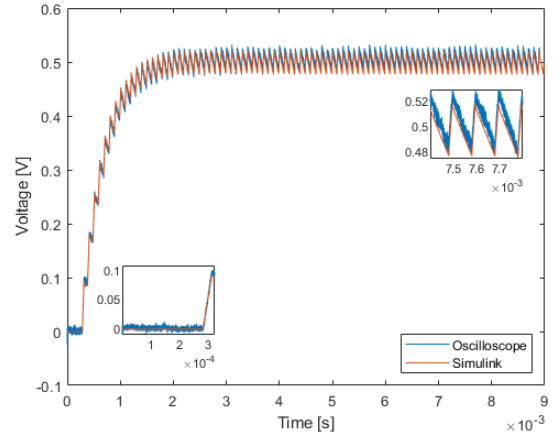 0.6
0.5
0.4
0.3
0.2
0.1
0
-0.1
Voltage [V]
0.52
0.5
0.48
7.5 7.6 7.7
×10⁻³
0.1
0.05
0
1 2 3
×10⁻⁴
Oscilloscope
Simulink
0 1 2 3 4 5 6 7 8 9
Time [s]
×10⁻³